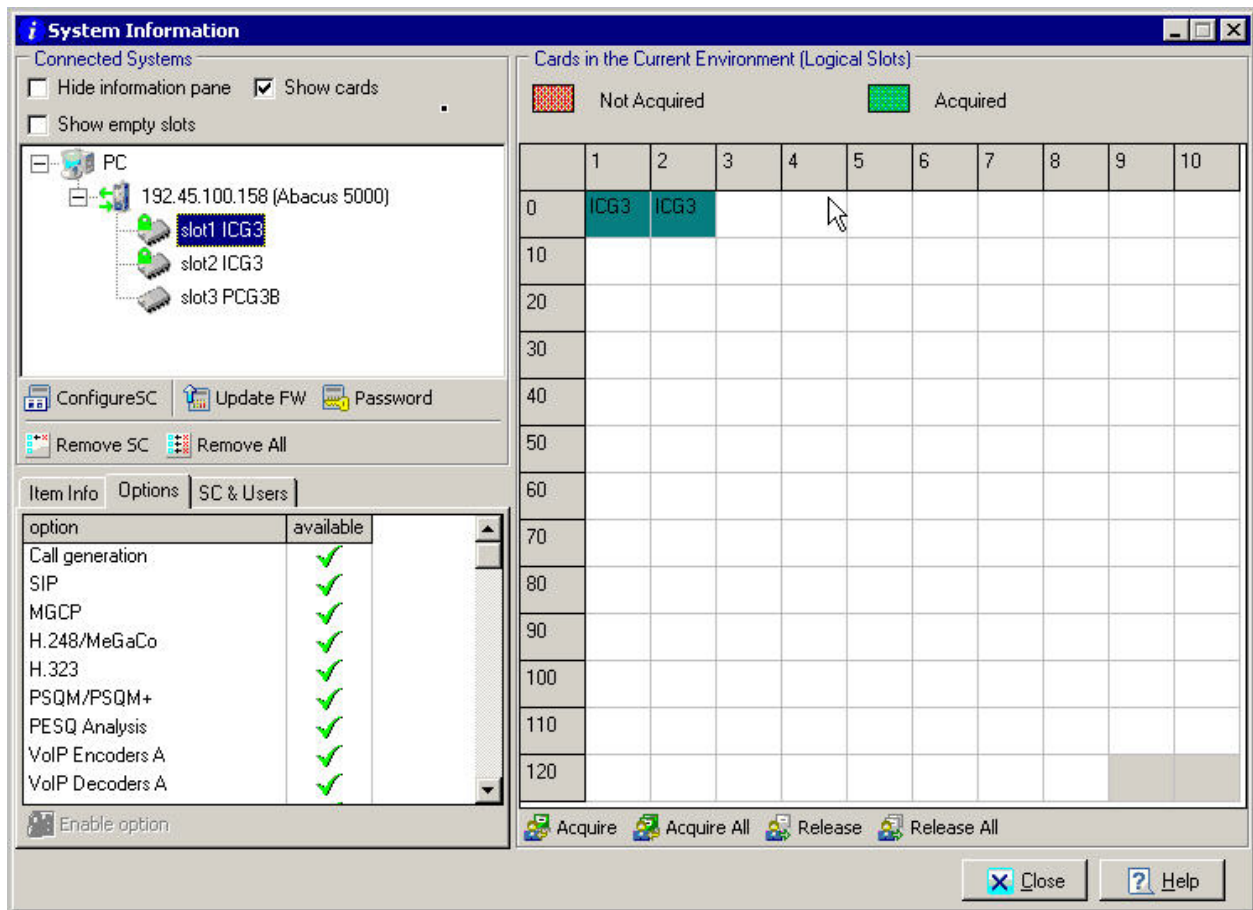 System Information
Connected Systems
Hide information pane Show cards
Show empty slots
PC
192.45.100.158 (Abacus 5000)
slot1 ICG3
slot2 ICG3
slot3 PCG3B
ConfigureSC Update FW Password
Remove SC Remove All
Item Info Options SC & Users
option available
Call generation
SIP
MGCP
H.248/MeGaCo
H.323
PSQM/PSQM+
PESQ Analysis
VoIP Encoders A
VoIP Decoders A
Enable option
Cards in the Current Environment (Logical Slots)
Not Acquired Acquired
1 2 3 4 5 6 7 8 9 10
0 ICG3 ICG3
10
20
30
40
50
60
70
80
90
100
110
120
Acquire Acquire All Release Release All
Close Help